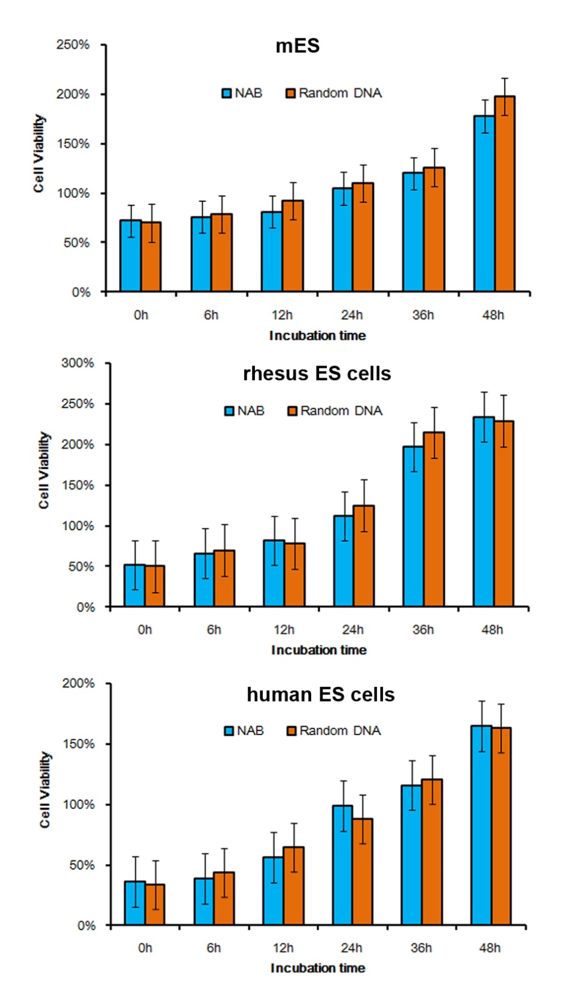 mES
250%
200%
150%
100%
50%
0%
Cell Viability
NAB Random DNA
0h 6h 12h 24h 36h 48h
Incubation time
rhesus ES cells
300%
250%
200%
150%
100%
50%
0%
Cell Viability
NAB Random DNA
0h 6h 12h 24h 36h 48h
Incubation time
human ES cells
200%
150%
100%
50%
0%
Cell Viability
NAB Random DNA
0h 6h 12h 24h 36h 48h
Incubation time